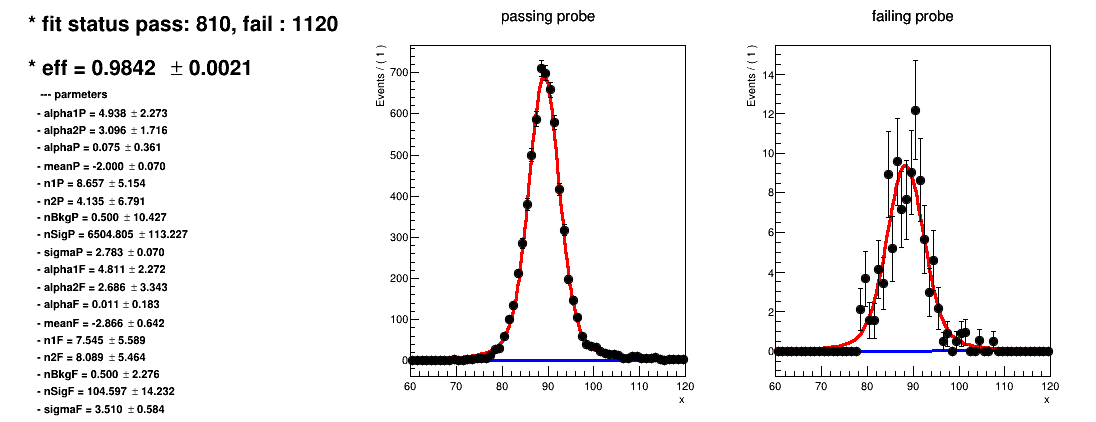 * fit status pass: 810, fail : 1120
* eff = 0.9842 ± 0.0021
--- parmeters
- alpha1P = 4.938 ± 2.273
- alpha2P = 3.096 ± 1.716
- alphaP = 0.075 ± 0.361
- meanP = -2.000 ± 0.070
- n1P = 8.657 ± 5.154
- n2P = 4.135 ± 6.791
- nBkgP = 0.500 ± 10.427
- nSigP = 6504.805 ± 113.227
- sigmaP = 2.783 ± 0.070
- alpha1F = 4.811 ± 2.272
- alpha2F = 2.686 ± 3.343
- alphaF = 0.011 ± 0.183
- meanF = -2.866 ± 0.642
- n1F = 7.545 ± 5.589
- n2F = 8.089 ± 5.464
- nBkgF = 0.500 ± 2.276
- nSigF = 104.597 ± 14.232
- sigmaF = 3.510 ± 0.584
passing probe
Events / ( 1 )
700
600
500
400
300
200
100
0
60 70 80 90 100 110 120
x
failing probe
Events / ( 1 )
14
12
10
8
6
4
2
0
60 70 80 90 100 110 120
x